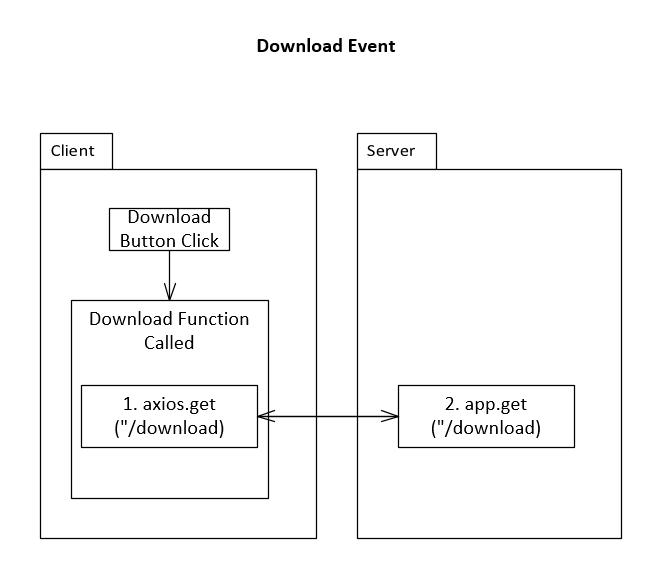 Download Event
Client
Server
Download
Button Click
Download Function
Called
1. axios.get
("/download)
2. app.get
("/download)